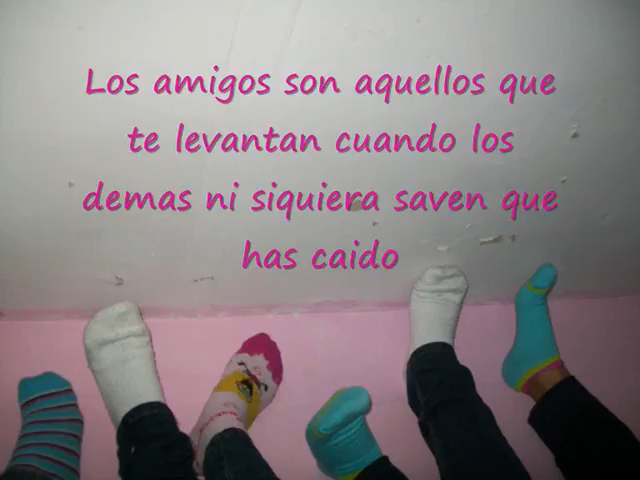 Los amigos son aquellos que
te levantan cuando los
demas ni siquiera saven que
has caido